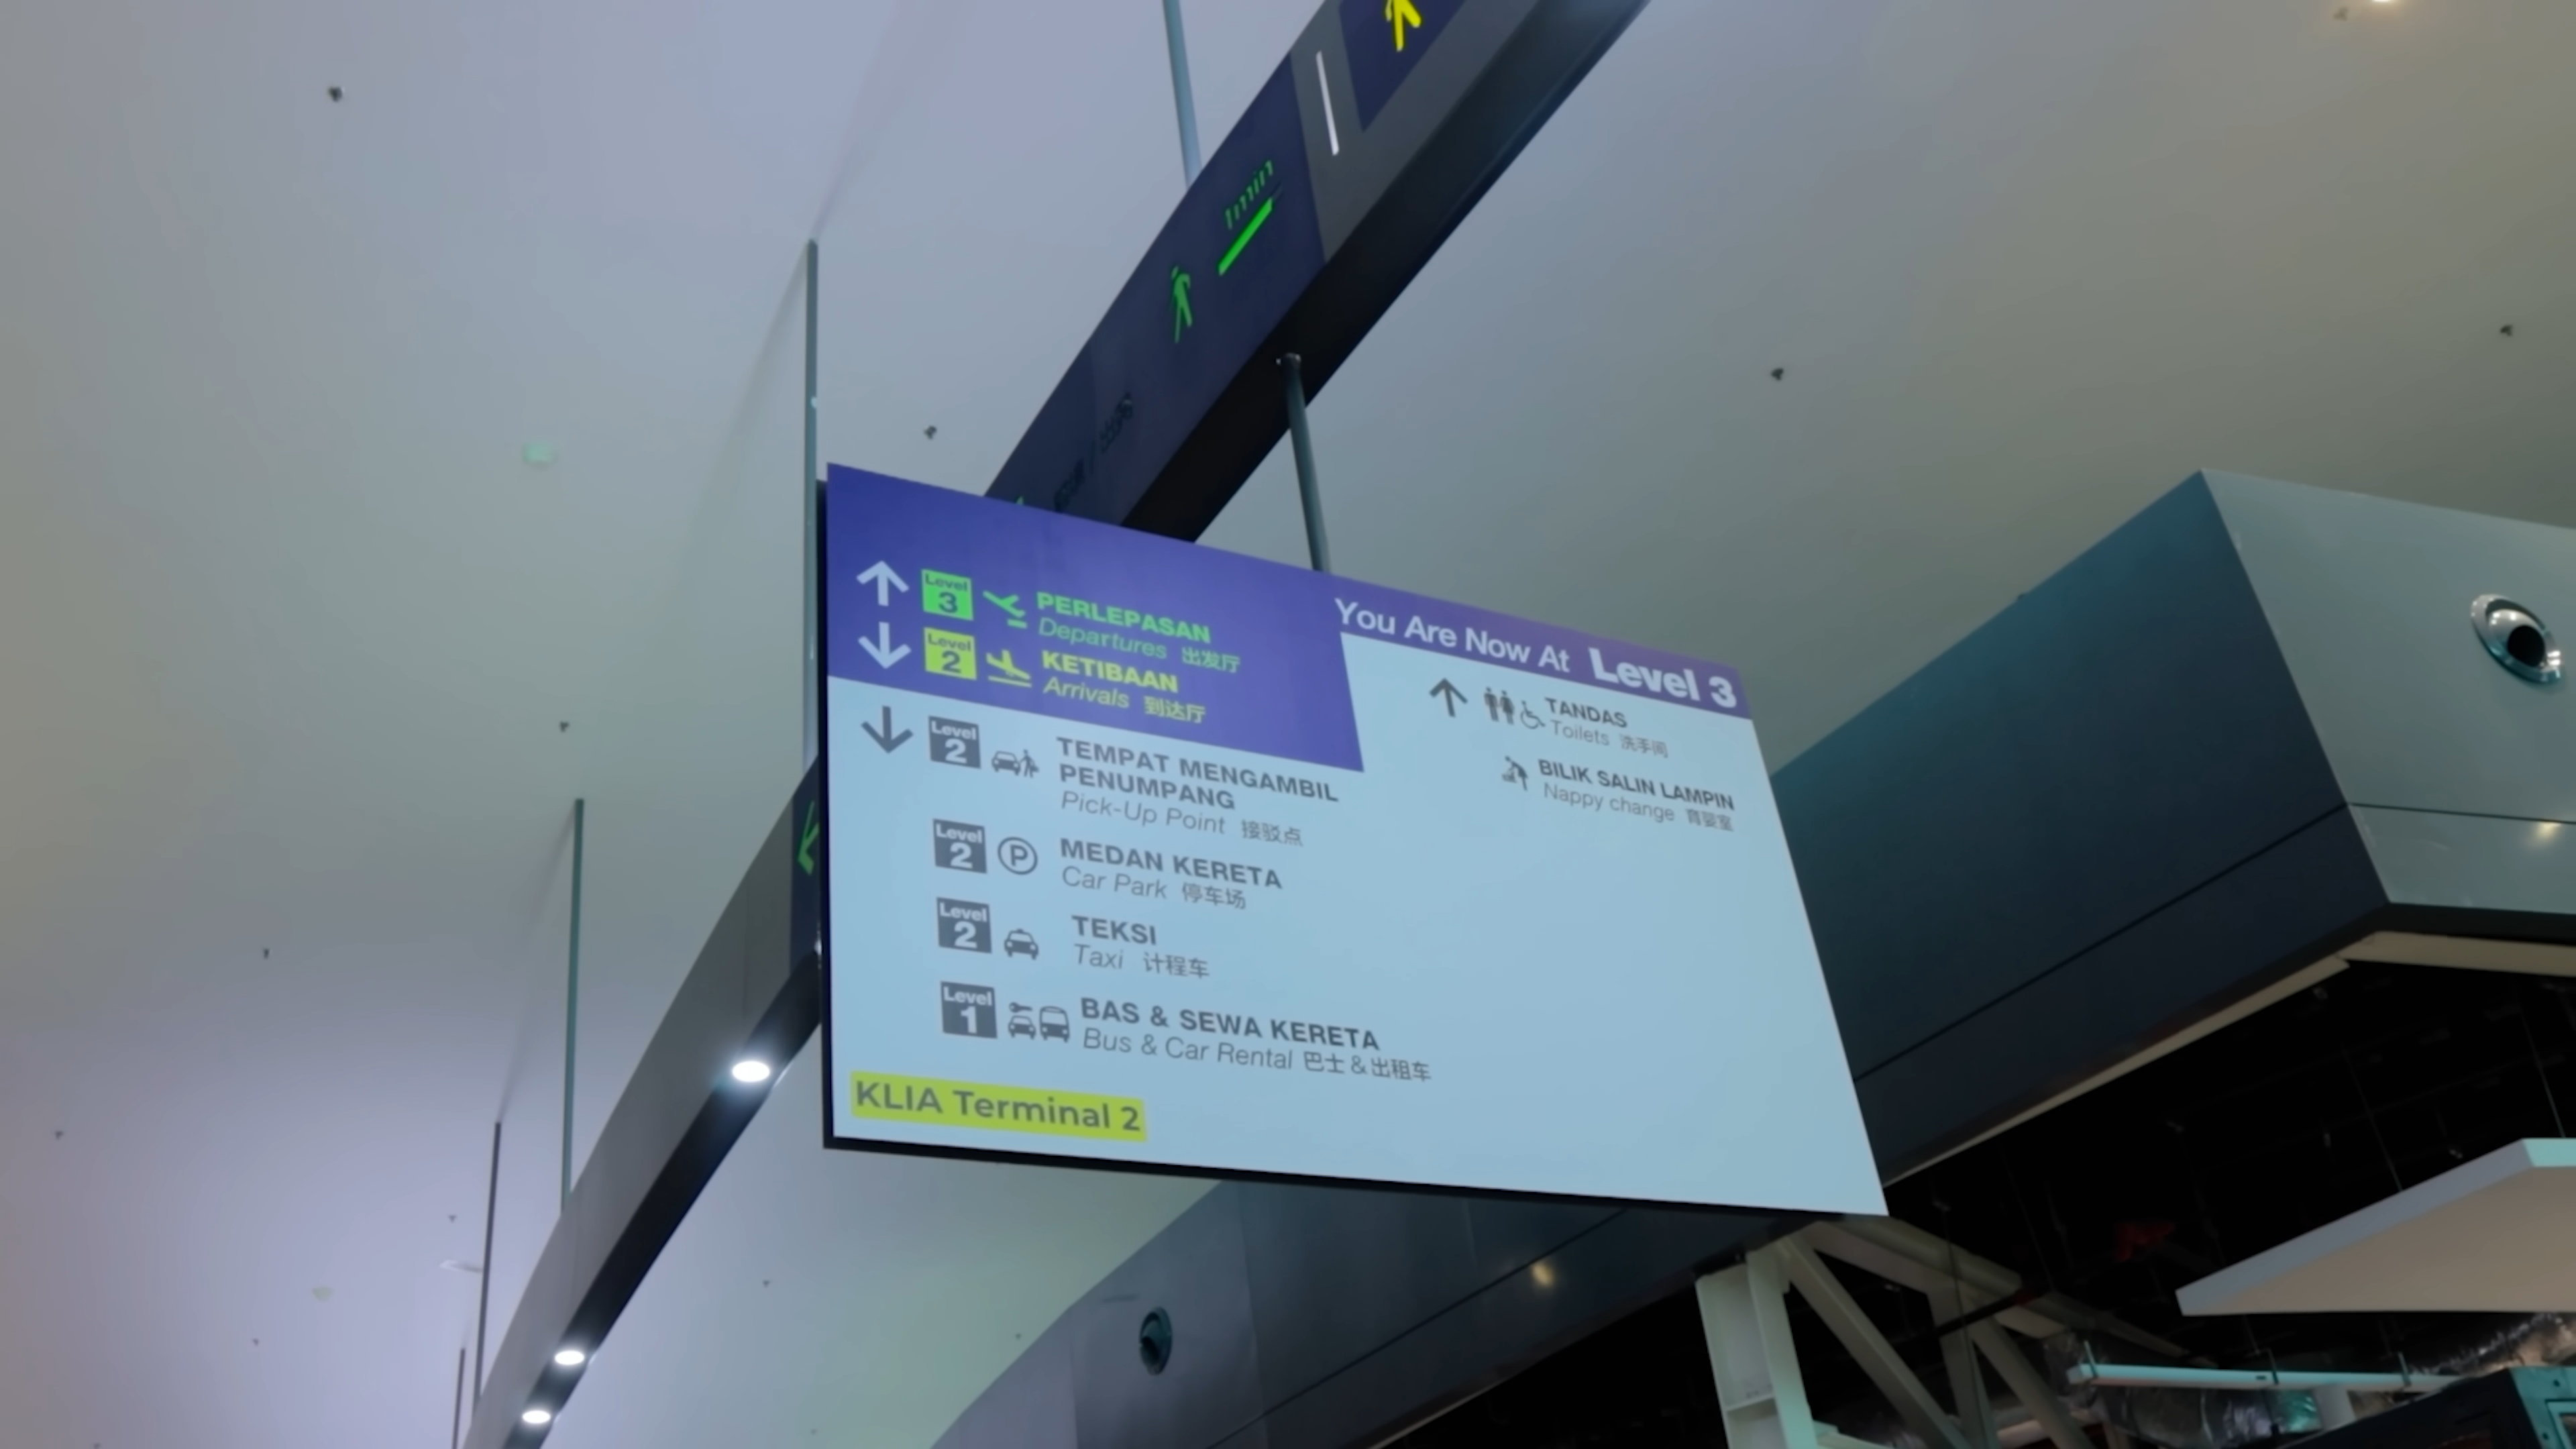 1 min
Level 3 PERLEPASAN
Departures 出发厅
Level 2 KETIBAAN
Arrivals 到达厅
Level 2 TEMPAT MENGAMBIL
PENUMPANG
Pick-Up Point 接驳点
Level 2 P MEDAN KERETA
Car Park 停车场
Level 2 TEKSI
Taxi 计程车
Level 1 BAS & SEWA KERETA
Bus & Car Rental 巴士&出租车
KLIA Terminal 2
You Are Now At Level 3
TANDAS
Toilets 洗手间
BILIK SALIN LAMPIN
Nappy change 育婴室